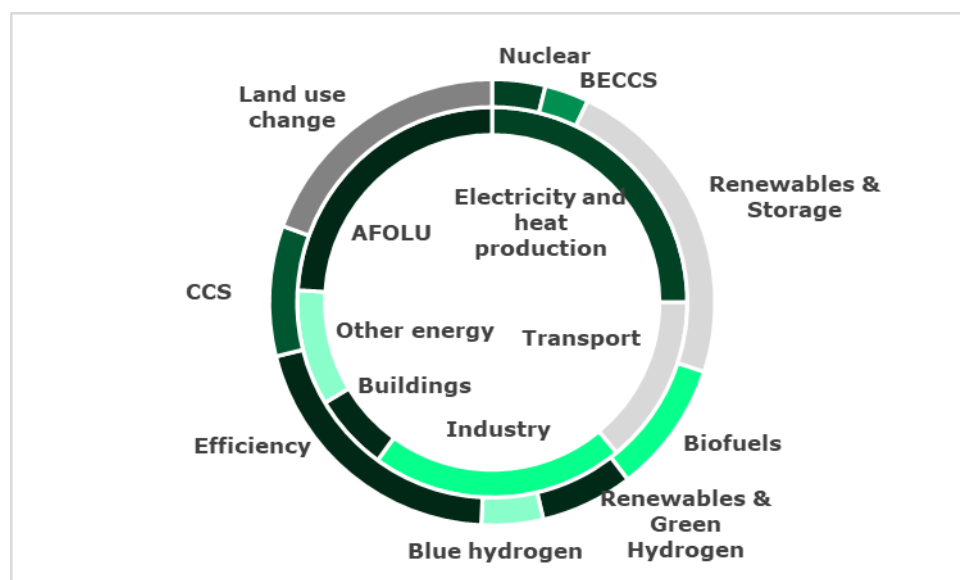 Nuclear
BECCS
Land use
change
Renewables &
Storage
Electricity and
heat
production
AFOLU
CCS
Other energy
Transport
Buildings
Industry
Efficiency
Biofuels
Renewables &
Green
Hydrogen
Blue hydrogen